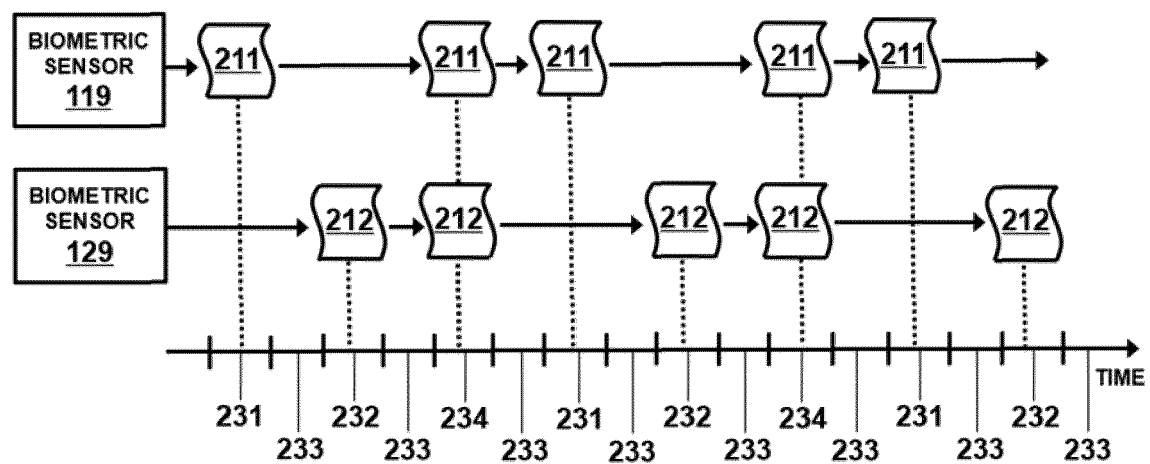 BIOMETRIC
SENSOR
119
211 211 211 211 211
BIOMETRIC
SENSOR
129
212 212 212 212 212
TIME
231 232 234 231 232 234 231 232
233 233 233 233 233 233 233 233